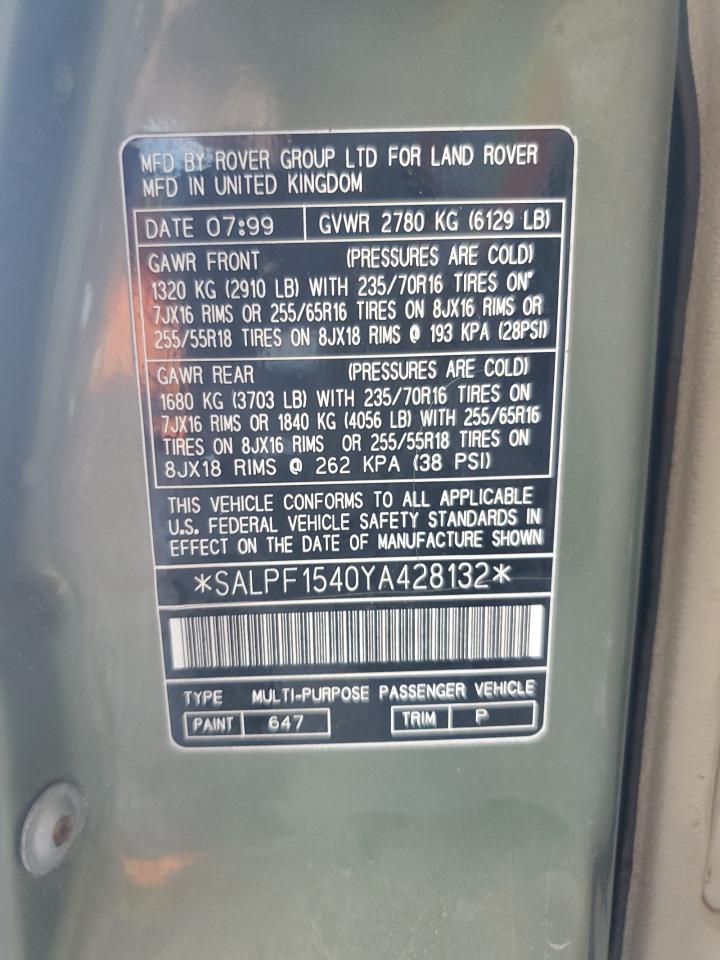 MFD BY ROVER GROUP LTD FOR LAND ROVER
MFD IN UNITED KINGDOM
DATE 07:99 GVWR 2780 KG (6129 LB)
GAWR FRONT (PRESSURES ARE COLD)
1320 KG (2910 LB) WITH 235/70R16 TIRES ON
7JX16 RIMS OR 255/65R16 TIRES ON 8JX16 RIMS OR
255/55R18 TIRES ON 8JX18 RIMS @ 193 KPA (28PSI)
GAWR REAR (PRESSURES ARE COLD)
1680 KG (3703 LB) WITH 235/70R16 TIRES ON
7JX16 RIMS OR 1840 KG (4056 LB) WITH 255/65R16
TIRES ON 8JX16 RIMS OR 255/55R18 TIRES ON
8JX18 RIMS @ 262 KPA (38 PSI)
THIS VEHICLE CONFORMS TO ALL APPLICABLE
U.S. FEDERAL VEHICLE SAFETY STANDARDS IN
EFFECT ON THE DATE OF MANUFACTURE SHOWN
*SALPF1540YA428132*
TYPE MULTI-PURPOSE PASSENGER VEHICLE
PAINT 647 TRIM P